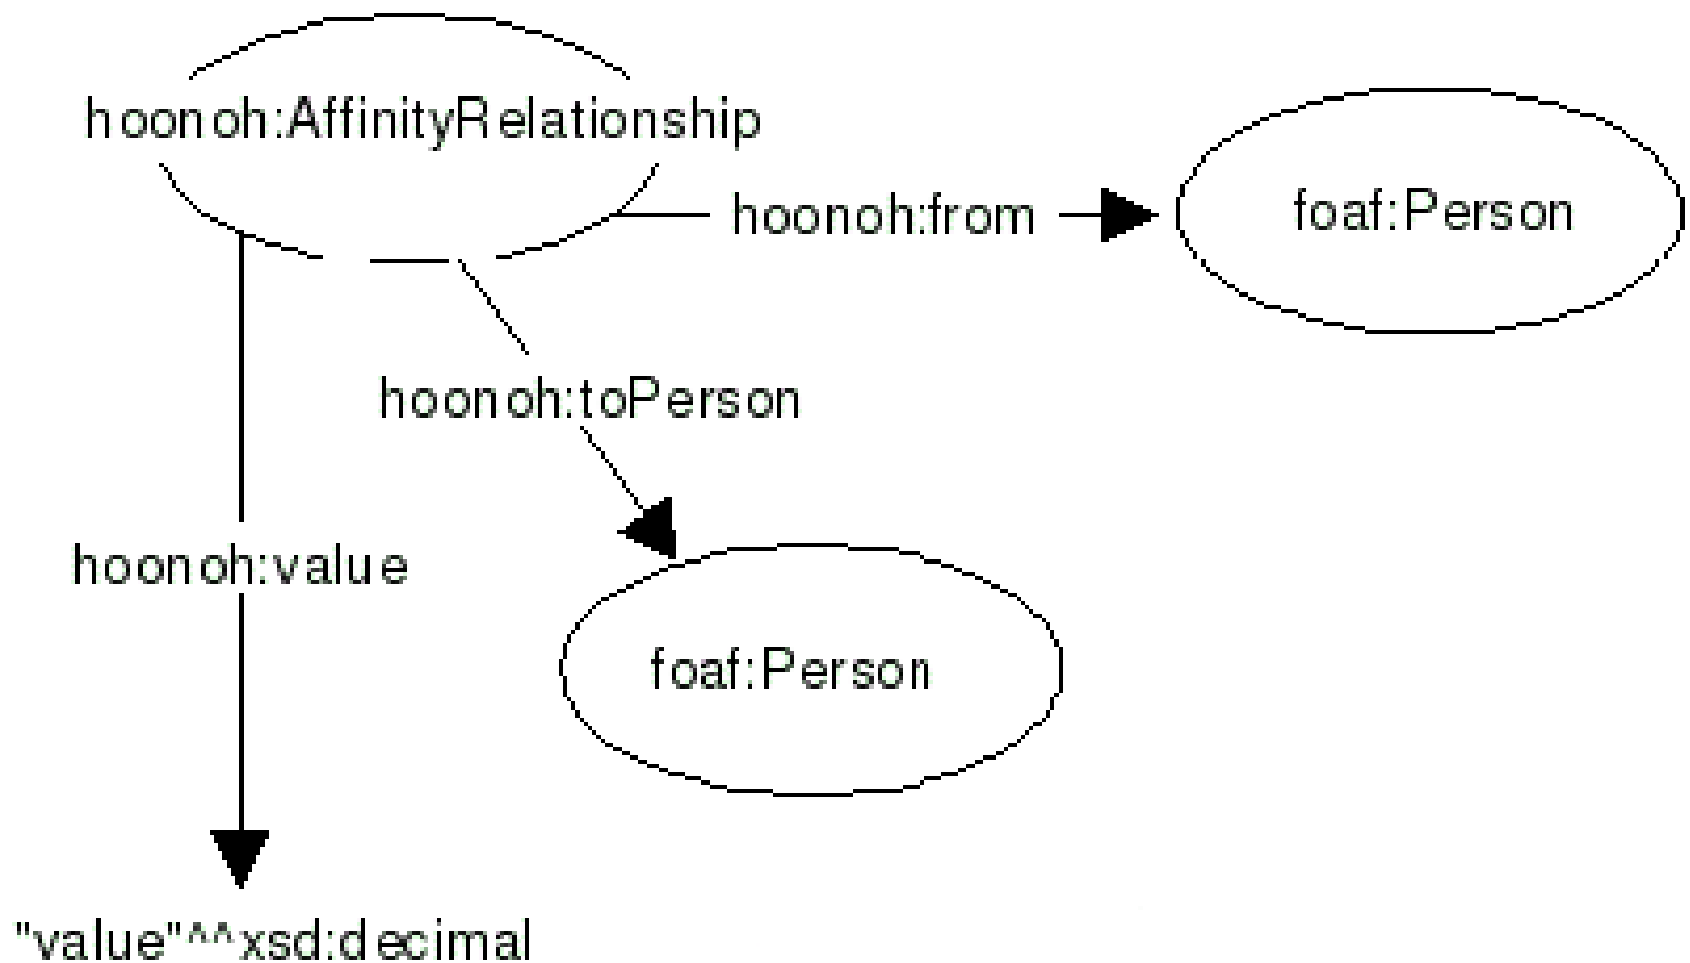 hoonoh:AffinityRelationship
hoonoh:from
foaf:Person
hoonoh:toPerson
hoonoh:value
foaf:Person
"value"^^xsd:decimal